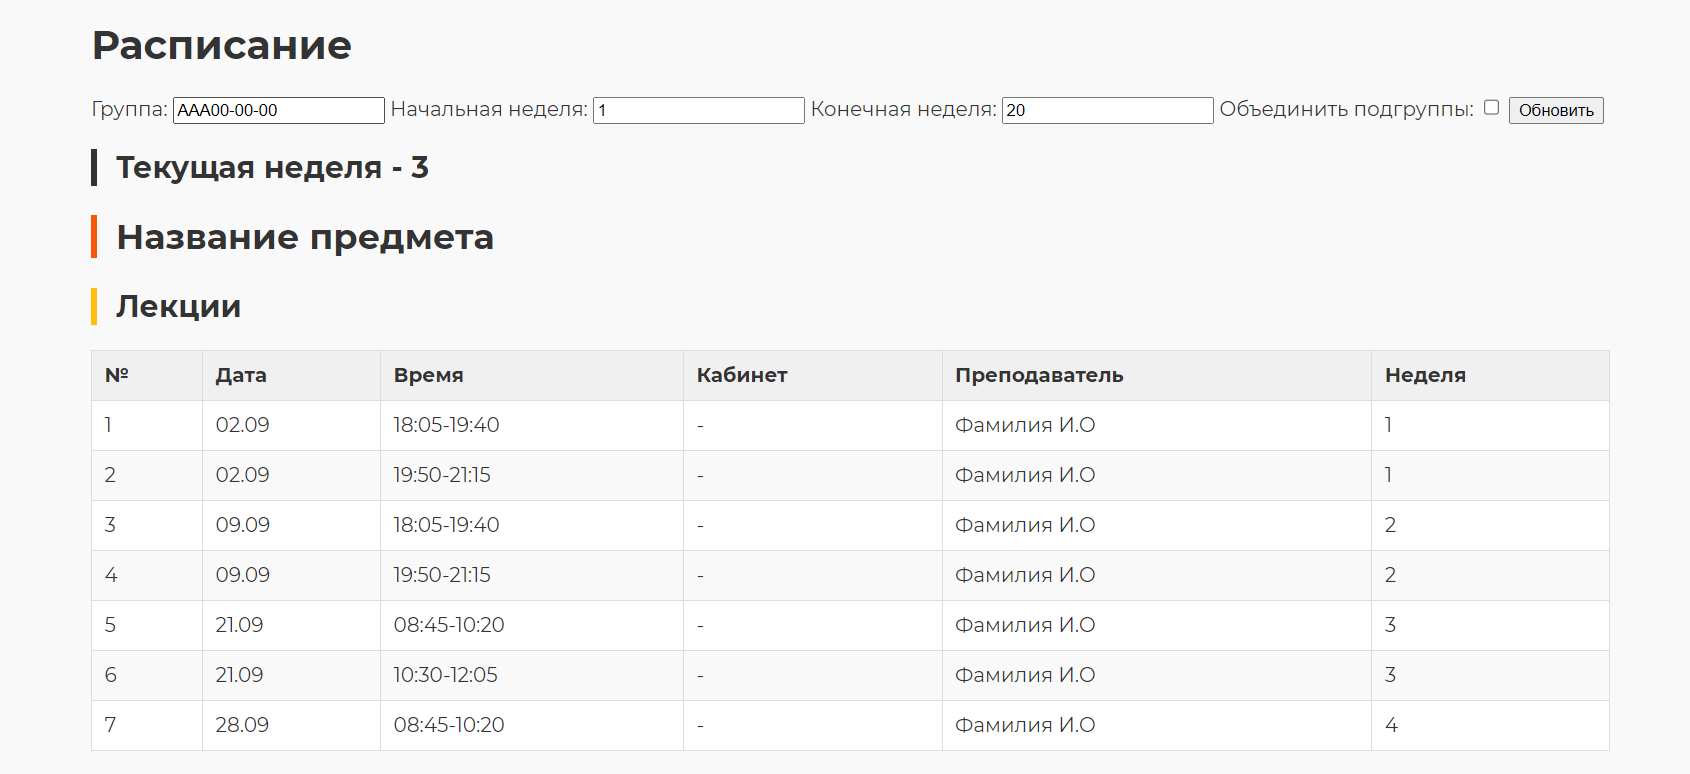 Расписание
Группа: AAA00-00-00 Начальная неделя: 1 Конечная неделя: 20 Объединить подгруппы: Обновить
Текущая неделя - 3
Название предмета
Лекции
№ Дата Время Кабинет Преподаватель Неделя
1 02.09 18:05-19:40 - Фамилия И.О 1
2 02.09 19:50-21:15 - Фамилия И.О 1
3 09.09 18:05-19:40 - Фамилия И.О 2
4 09.09 19:50-21:15 - Фамилия И.О 2
5 21.09 08:45-10:20 - Фамилия И.О 3
6 21.09 10:30-12:05 - Фамилия И.О 3
7 28.09 08:45-10:20 - Фамилия И.О 4